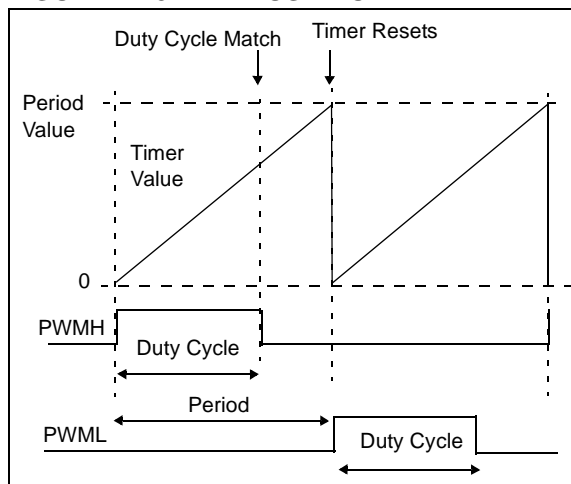 Duty Cycle Match
Timer Resets
Period
Value
Timer
Value
0
PWMH
Duty Cycle
Period
PWML
Duty Cycle